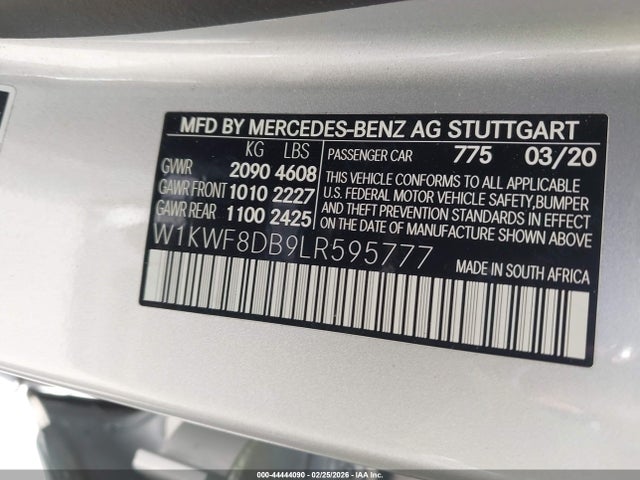 MFD BY MERCEDES-BENZ AG STUTTGART
KG LBS
GVWR 2090 4608
GAWR FRONT 1010 2227
GAWR REAR 1100 2425
PASSENGER CAR 775 03/20
THIS VEHICLE CONFORMS TO ALL APPLICABLE
U.S. FEDERAL MOTOR VEHICLE SAFETY,BUMPER
AND THEFT PREVENTION STANDARDS IN EFFECT
ON THE DATE OF MANUFACTURE SHOWN ABOVE.
W1KWF8DB9LR595777
MADE IN SOUTH AFRICA
000-44444090 - 02/25/2026 - IAA Inc.